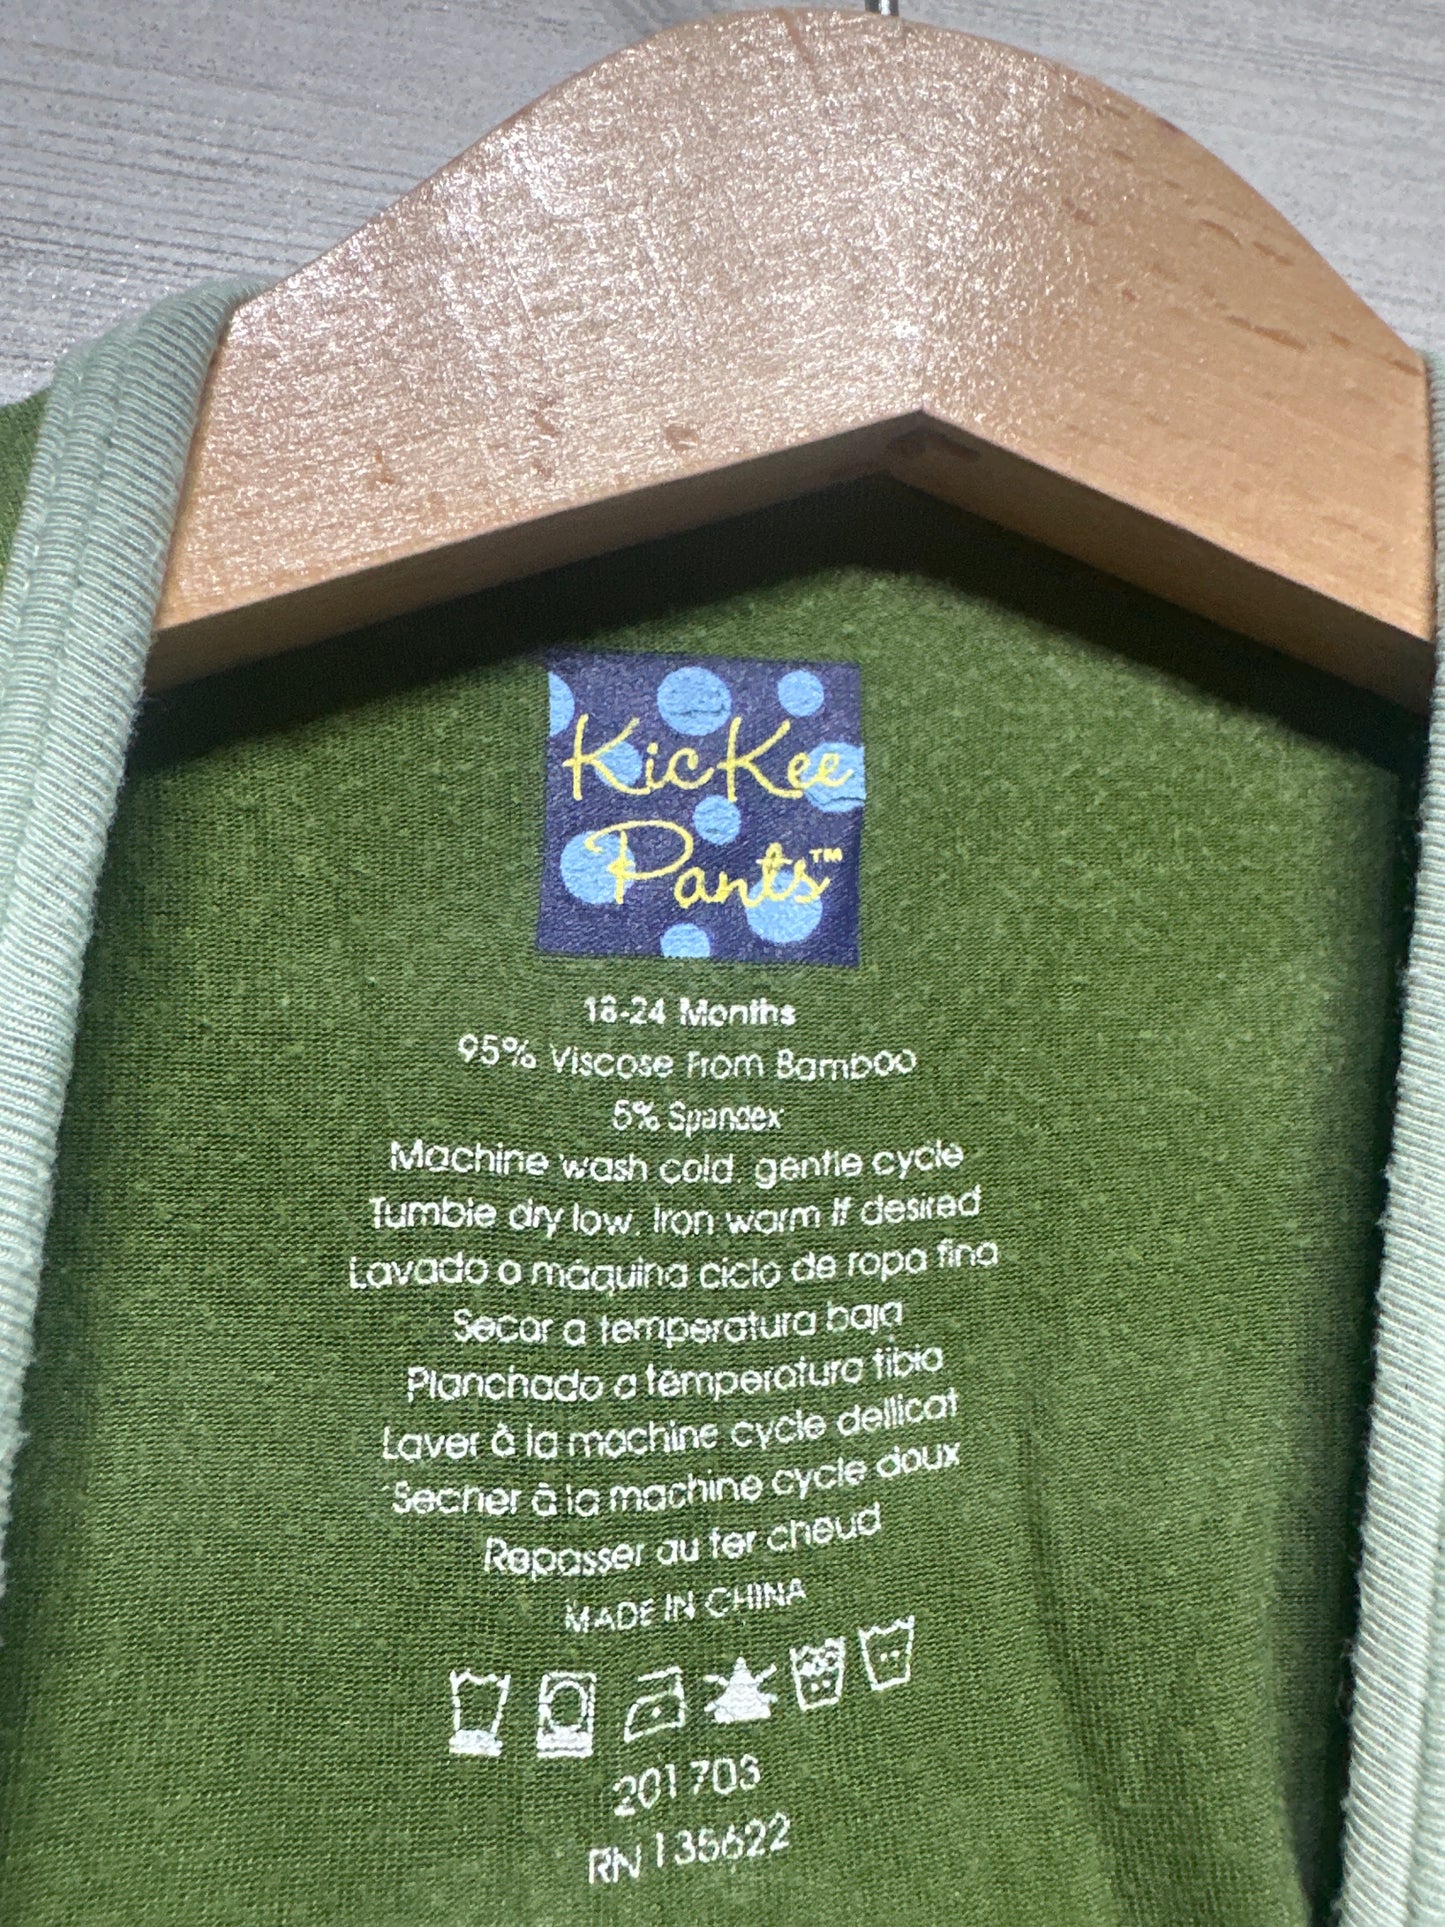 KicKee
Pants™
18-24 Months
95% Viscose From Bamboo
5% Spandex
Machine wash cold. gentle cycle
Tumble dry low. Iron warm if desired
Lavado o máquina ciclo de ropa fina
Secar a temperatura baja
Planchado a temperatura tibia
Laver à la machine cycle dellicat
Secher à la machine cycle doux
Repasser au fer cheud
MADE IN CHINA
201703
RN 135622